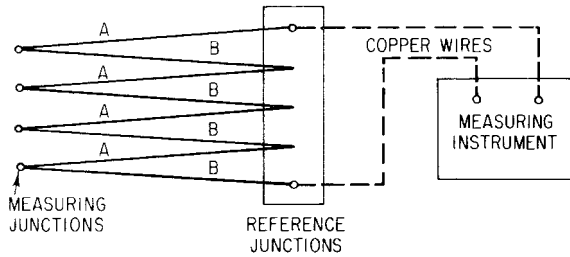 A
B
A
B
A
B
A
B
MEASURING
JUNCTIONS
REFERENCE
JUNCTIONS
COPPER WIRES
MEASURING
INSTRUMENT